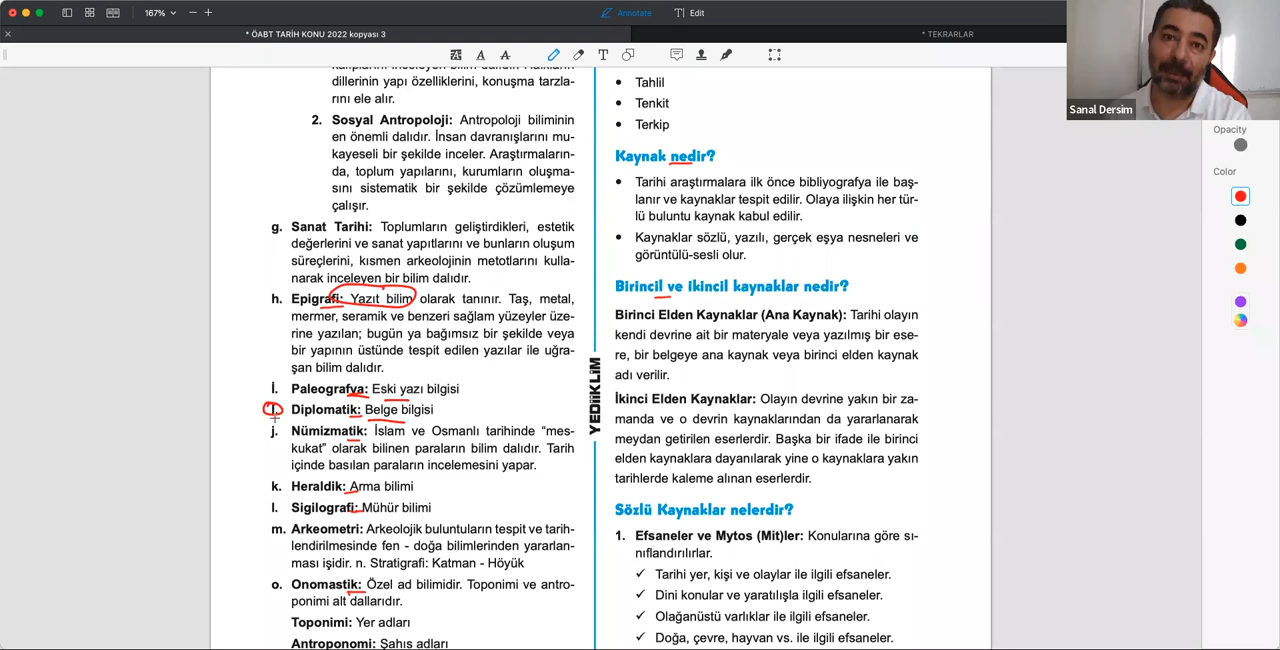 167%
Annotate
Edit
* ÖABT TARİH KONU 2022 kopyası 3
* TEKRARLAR
Sanal Dersim
Opacity
Color
dillerinin yapı özelliklerini, konuşma tarzla-
rını ele alır.
2. Sosyal Antropoloji: Antropoloji biliminin
en önemli dalıdır. İnsan davranışlarını mu-
kayeseli bir şekilde inceler. Araştırmaların-
da, toplum yapılarını, kurumların oluşma-
sını sistematik bir şekilde çözümlemeye
çalışır.
g. Sanat Tarihi: Toplumların geliştirdikleri, estetik
değerlerini ve sanat yapıtlarını ve bunların oluşum
süreçlerini, kısmen arkeolojinin metotlarını kulla-
narak inceleyen bir bilim dalıdır.
h. Epigrafi: Yazıt bilim olarak tanınır. Taş, metal,
mermer, seramik ve benzeri sağlam yüzeyler üze-
rine yazılan; bugün ya bağımsız bir şekilde veya
bir yapının üstünde tespit edilen yazılar ile uğra-
şan bilim dalıdır.
İ. Paleografya: Eski yazı bilgisi
I. Diplomatik: Belge bilgisi
j. Nümizmatik: İslam ve Osmanlı tarihinde “mes-
kukat” olarak bilinen paraların bilim dalıdır. Tarih
içinde basılan paraların incelemesini yapar.
k. Heraldik: Arma bilimi
l. Sigilografi: Mühür bilimi
m. Arkeometri: Arkeolojik buluntuların tespit ve tarih-
lendirilmesinde fen - doğa bilimlerinden yararlan-
ması işidir. n. Stratigrafi: Katman - Höyük
o. Onomastik: Özel ad bilimidir. Toponimi ve antro-
ponimi alt dallarıdır.
Toponimi: Yer adları
Antroponomi: Şahıs adları
YEDİİKLİM
• Tahlil
• Tenkit
• Terkip
Kaynak nedir?
• Tarihi araştırmalara ilk önce bibliyografya ile baş-
lanır ve kaynaklar tespit edilir. Olaya ilişkin her tür-
lü buluntu kaynak kabul edilir.
• Kaynaklar sözlü, yazılı, gerçek eşya nesneleri ve
görüntülü-sesli olur.
Birincil ve ikincil kaynaklar nedir?
Birinci Elden Kaynaklar (Ana Kaynak): Tarihi olayın
kendi devrine ait bir materyale veya yazılmış bir ese-
re, bir belgeye ana kaynak veya birinci elden kaynak
adı verilir.
İkinci Elden Kaynaklar: Olayın devrine yakın bir za-
manda ve o devrin kaynaklarından da yararlanarak
meydan getirilen eserlerdir. Başka bir ifade ile birinci
elden kaynaklara dayanılarak yine o kaynaklara yakın
tarihlerde kaleme alınan eserlerdir.
Sözlü Kaynaklar nelerdir?
1. Efsaneler ve Mytos (Mit)ler: Konularına göre sı-
nıflandırılırlar.
✓ Tarihi yer, kişi ve olaylar ile ilgili efsaneler.
✓ Dini konular ve yaratılışla ilgili efsaneler.
✓ Olağanüstü varlıklar ile ilgili efsaneler.
✓ Doğa, çevre, hayvan vs. ile ilgili efsaneler.